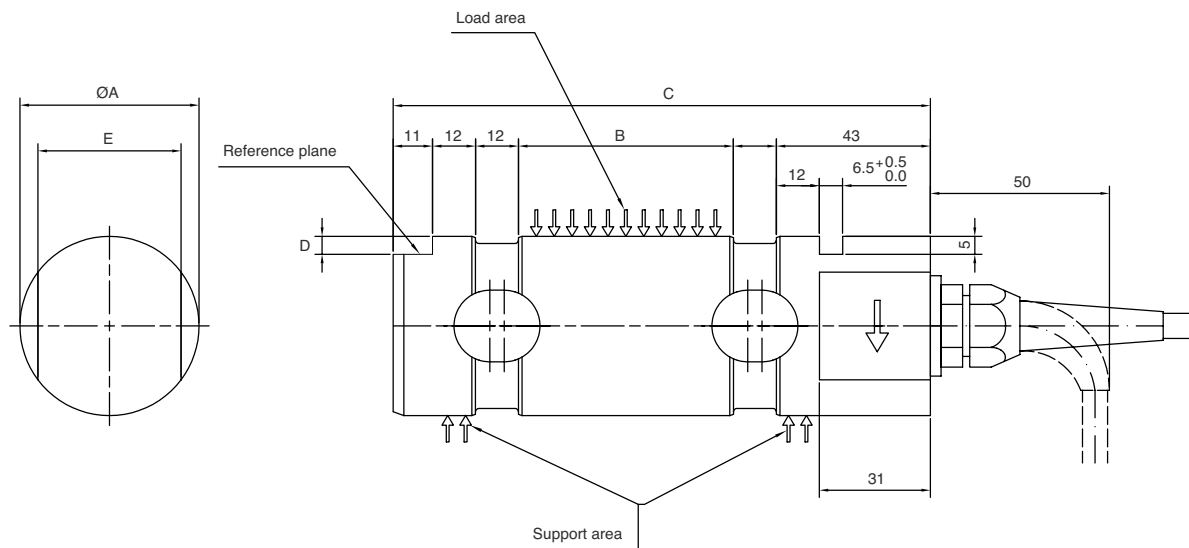 Load area
ØA
C
E
11
12
12
B
43
Reference plane
12
6.5+0.5
0.0
50
D
5
31
Support area